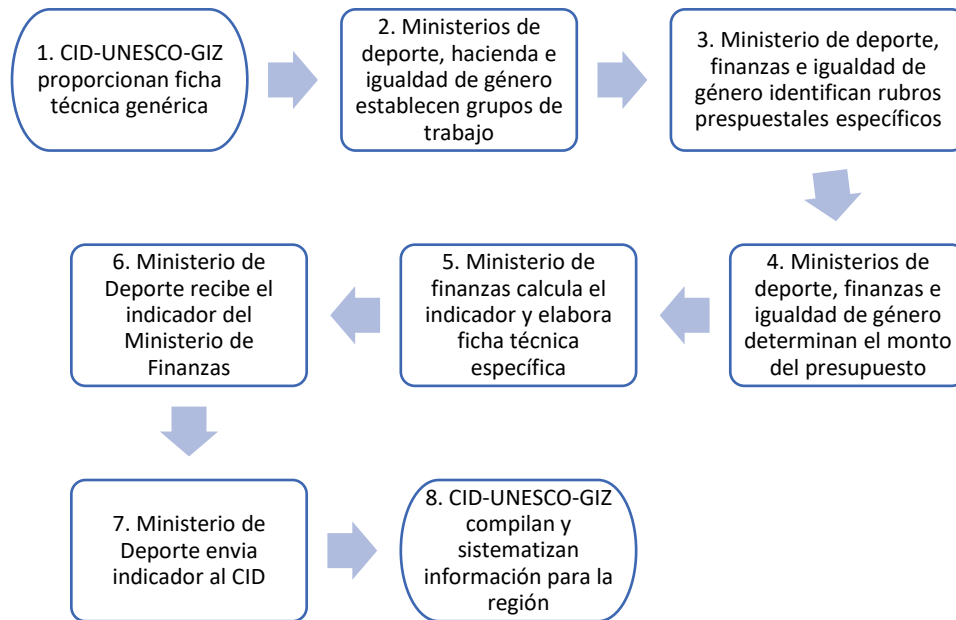 1. CID-UNESCO-GIZ
proporcionan ficha
técnica genérica
2. Ministerios de
deporte, hacienda e
igualdad de género
establecen grupos de
trabajo
3. Ministerio de deporte,
finanzas e igualdad de
género identifican rubros
prespuestales específicos
4. Ministerios de
deporte, finanzas e
igualdad de género
determinan el monto
del presupuesto
5. Ministerio de
finanzas calcula el
indicador y elabora
ficha técnica
específica
6. Ministerio de
Deporte recibe el
indicador del
Ministerio de
Finanzas
7. Ministerio de
Deporte envia
indicador al CID
8. CID-UNESCO-GIZ
compilan y
sistematizan
información para la
región